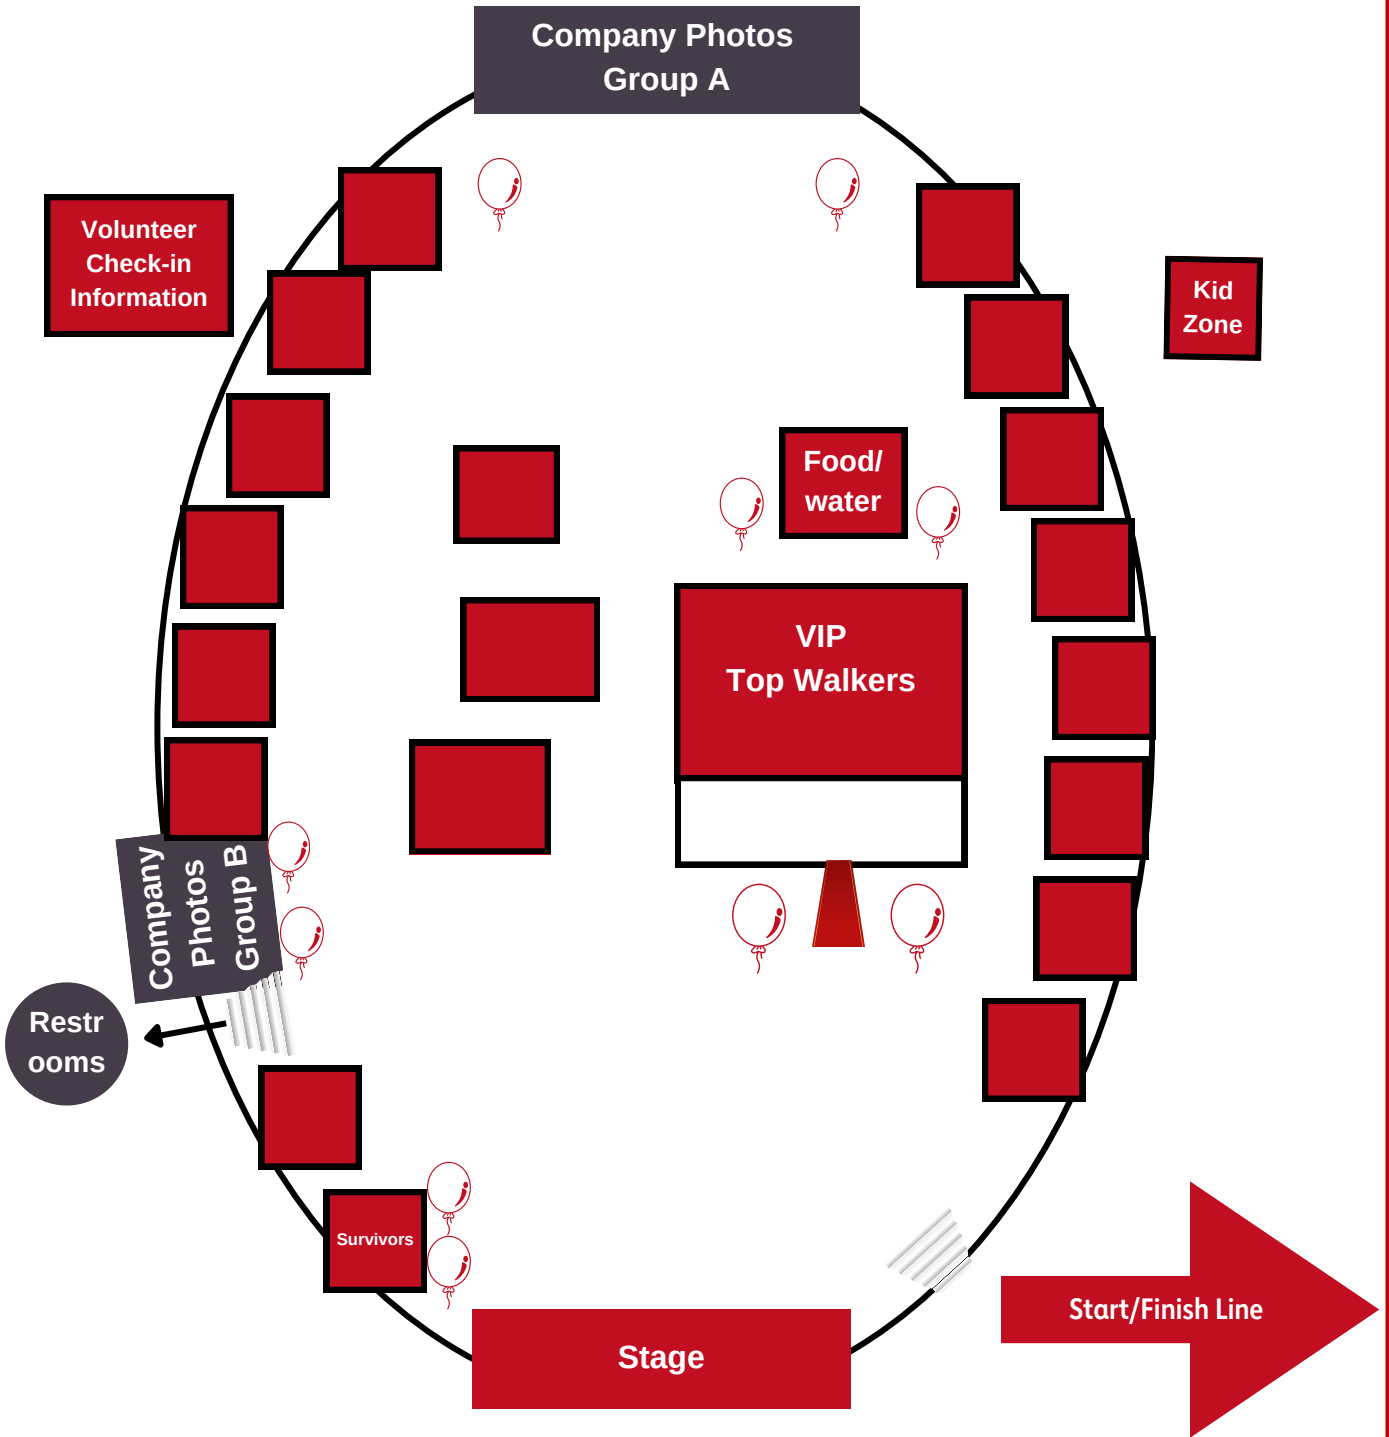 Company Photos
Group A
Volunteer
Check-in
Information
Kid
Zone
Food/
water
VIP
Top Walkers
Company
Photos
Group B
Restr
ooms
Survivors
Start/Finish Line
Stage